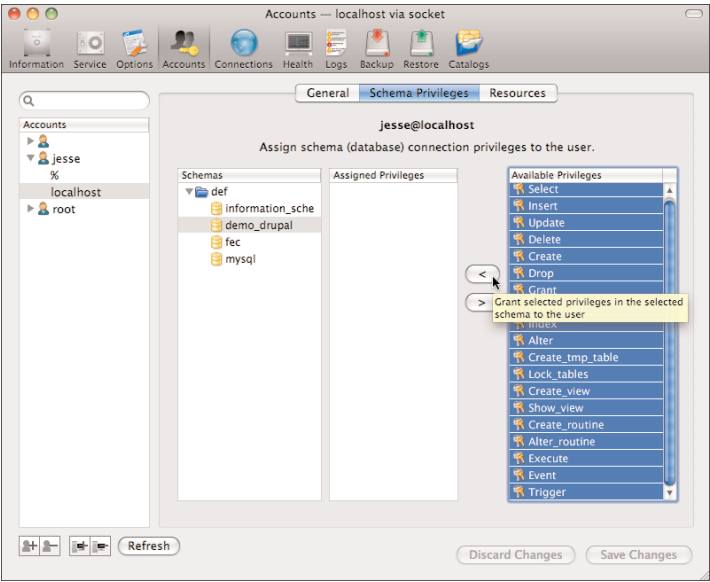 Accounts — localhost via socket
Information Service Options Accounts Connections Health Logs Backup Restore Catalogs
General Schema Privileges Resources
jesse@localhost
Assign schema (database) connection privileges to the user.
Accounts
jesse
%
localhost
root
Schemas
def
information_sche
demo_drupal
fec
mysql
Assigned Privileges
<
>
Available Privileges
Select
Insert
Update
Delete
Create
Drop
Grant
Grant selected privileges in the selected
schema to the user
Index
Alter
Create_tmp_table
Lock_tables
Create_view
Show_view
Create_routine
Alter_routine
Execute
Event
Trigger
Refresh
Discard Changes Save Changes